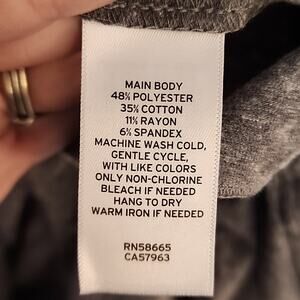 MAIN BODY
48% POLYESTER
35% COTTON
11% RAYON
6% SPANDEX
MACHINE WASH COLD,
GENTLE CYCLE,
WITH LIKE COLORS
ONLY NON-CHLORINE
BLEACH IF NEEDED
HANG TO DRY
WARM IRON IF NEEDED
RN58665
CA57963